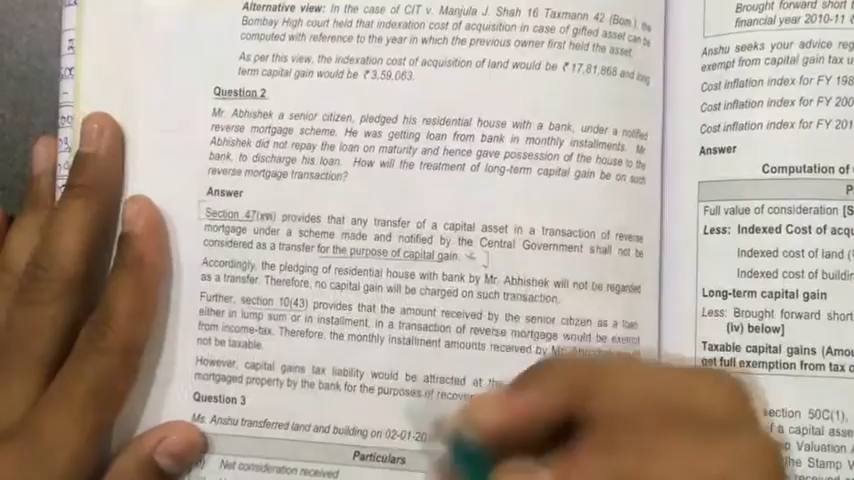 Alternative view: In the case of CIT v. Manjula J. Shah 16 Taxmann 42 (Bom), the
Bombay High court held that indexation cost of acquisition in case of gifted asset can be
computed with reference to the year in which the previous owner first held the asset.
As per this view, the indexation cost of acquisition of land would be ₹ 17,81,868 and long
term capital gain would be ₹ 3,59,063.
Question 2
Mr. Abhishek a senior citizen, pledged his residential house with a bank, under a notified
reverse mortgage scheme. He was getting loan from bank in monthly installments. Mr.
Abhishek did not repay the loan on maturity and hence gave possession of the house to the
bank, to discharge his loan. How will the treatment of long-term capital gain be on such
reverse mortgage transaction?
Answer
Section 47(xvi) provides that any transfer of a capital asset in a transaction of reverse
mortgage under a scheme made and notified by the Central Government shall not be
considered as a transfer for the purpose of capital gain.
Accordingly, the pledging of residential house with bank by Mr. Abhishek will not be regarded
as a transfer. Therefore, no capital gain will be charged on such transaction.
Further, section 10(43) provides that the amount received by the senior citizen as a loan
either in lump sum or in installment, in a transaction of reverse mortgage would be exempt
from income-tax. Therefore, the monthly installment amounts received by Mr.
not be taxable.
However, capital gains tax liability would be attracted at the
mortgaged property by the bank for the purposes of
Question 3
Ms. Anshu transferred land and building on 02-01-20
Particulars
Net consideration received
Brought forward short
financial year 2010-11
Anshu seeks your advice
exempt from capital gain tax
Cost inflation index for FY 198
Cost inflation index for FY 200
Cost inflation index for FY 201
Answer
Computation of
Full value of consideration [S
Less: Indexed Cost of
Indexed cost of land
Indexed cost of
Long-term capital gain
Less: Brought forward short
(iv) below]
Taxable capital gains
get full exemption from tax
section 50C(1),
a capital
Valuation
the Stamp V